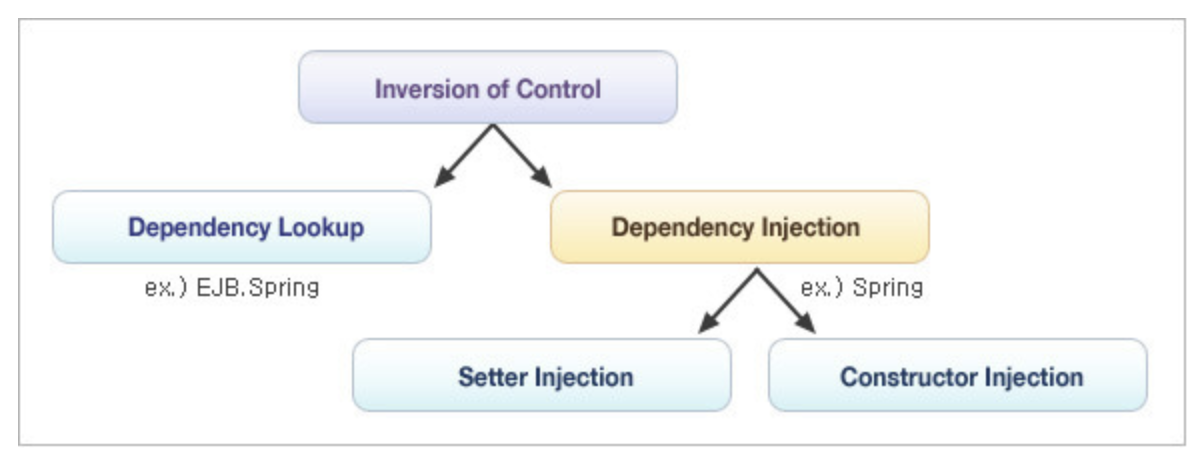 Inversion of Control
Dependency Lookup
Dependency Injection
ex.) EJB.Spring
ex.) Spring
Setter Injection
Constructor Injection